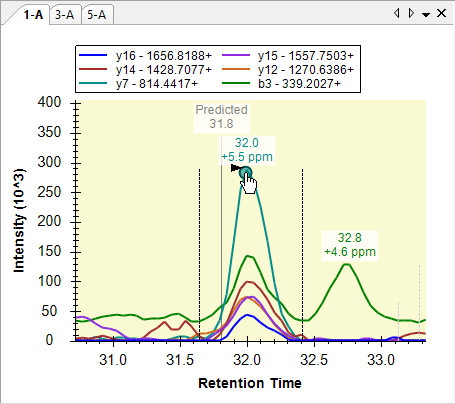 1-A 3-A 5-A
y16 - 1656.8188+ y15 - 1557.7503+
y14 - 1428.7077+ y12 - 1270.6386+
y7 - 814.4417+ b3 - 339.2027+
Intensity (10^3)
400
350
300
250
200
150
100
50
0
Predicted
31.8
32.0
+5.5 ppm
32.8
+4.6 ppm
31.0 31.5 32.0 32.5 33.0
Retention Time